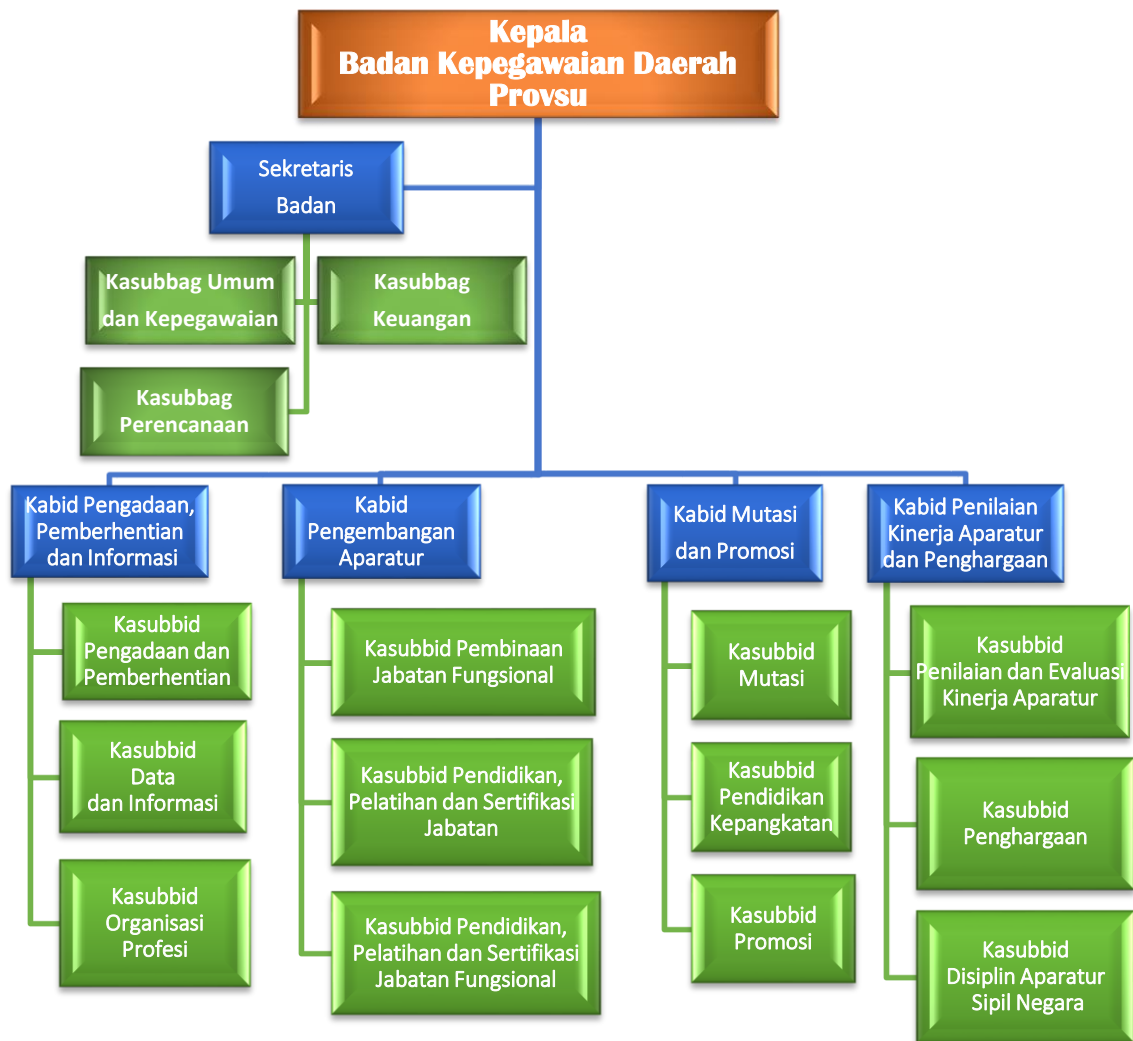 Kepala
Badan Kepegawaian Daerah
Provsu
Sekretaris
Badan
Kasubbag Umum
dan Kepegawaian
Kasubbag
Keuangan
Kasubbag
Perencanaan
Kabid Pengadaan,
Pemberhentian
dan Informasi
Kabid
Pengembangan
Aparatur
Kabid Mutasi
dan Promosi
Kabid Penilaian
Kinerja Aparatur
dan Penghargaan
Kasubbid
Pengadaan dan
Pemberhentian
Kasubbid
Data
dan Informasi
Kasubbid
Organisasi
Profesi
Kasubbid Pembinaan
Jabatan Fungsional
Kasubbid Pendidikan,
Pelatihan dan Sertifikasi
Jabatan
Kasubbid Pendidikan,
Pelatihan dan Sertifikasi
Jabatan Fungsional
Kasubbid
Mutasi
Kasubbid
Pendidikan
Kepangkatan
Kasubbid
Promosi
Kasubbid
Penilaian dan Evaluasi
Kinerja Aparatur
Kasubbid
Penghargaan
Kasubbid
Disiplin Aparatur
Sipil Negara